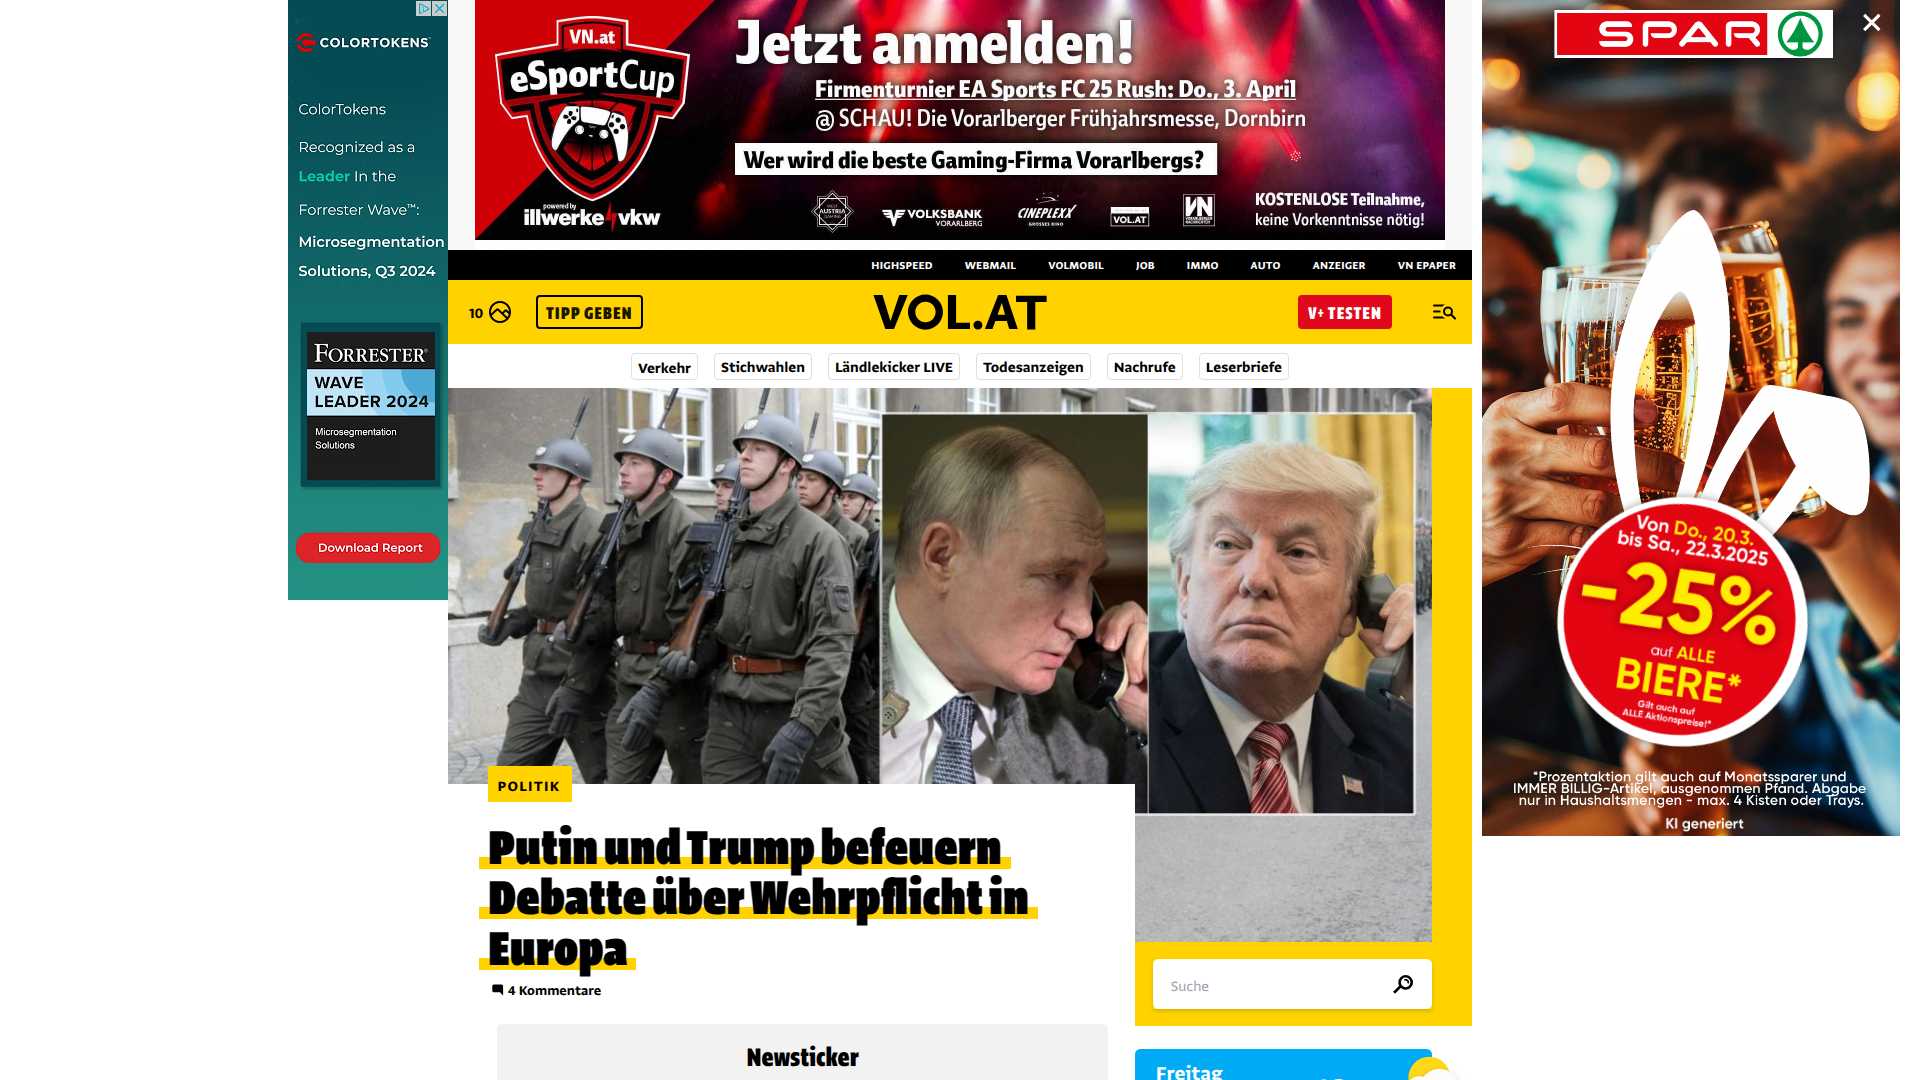 COLORTOKENS
ColorTokens
Recognized as a
Leader In the
Forrester Wave™:
Microsegmentation
Solutions, Q3 2024
FORRESTER®
WAVE
LEADER 2024
Microsegmentation
Solutions
Download Report
VN.at
eSportCup
powered by
illwerke vkw
Jetzt anmelden!
Firmenturnier EA Sports FC 25 Rush: Do., 3. April
@ SCHAU! Die Vorarlberger Frühjahrsmesse, Dornbirn
Wer wird die beste Gaming-Firma Vorarlbergs?
AUSTRIA
VOLKSBANK
VORARLBERG
CINEPLEXX
VOL.AT
VN
KOSTENLOSE Teilnahme,
keine Vorkenntnisse nötig!
HIGHSPEED WEBMAIL VOLMOBIL JOB IMMO AUTO ANZEIGER VN EPAPER
10 TIPP GEBEN VOL.AT V+ TESTEN
Verkehr Stichwahlen Ländlekicker LIVE Todesanzeigen Nachrufe Leserbriefe
POLITIK
Putin und Trump befeuern
Debatte über Wehrpflicht in
Europa
4 Kommentare
Newsticker
Suche
Freitag
SPAR
Von Do., 20.3.
bis Sa., 22.3.2025
-25%
auf ALLE
BIERE*
Gilt auch auf
ALLE Aktionspreise!*
*Prozentaktion gilt auch auf Monatssparer und
IMMER BILLIG-Artikel, ausgenommen Pfand. Abgabe
nur in Haushaltsmengen - max. 4 Kisten oder Trays.
KI generiert